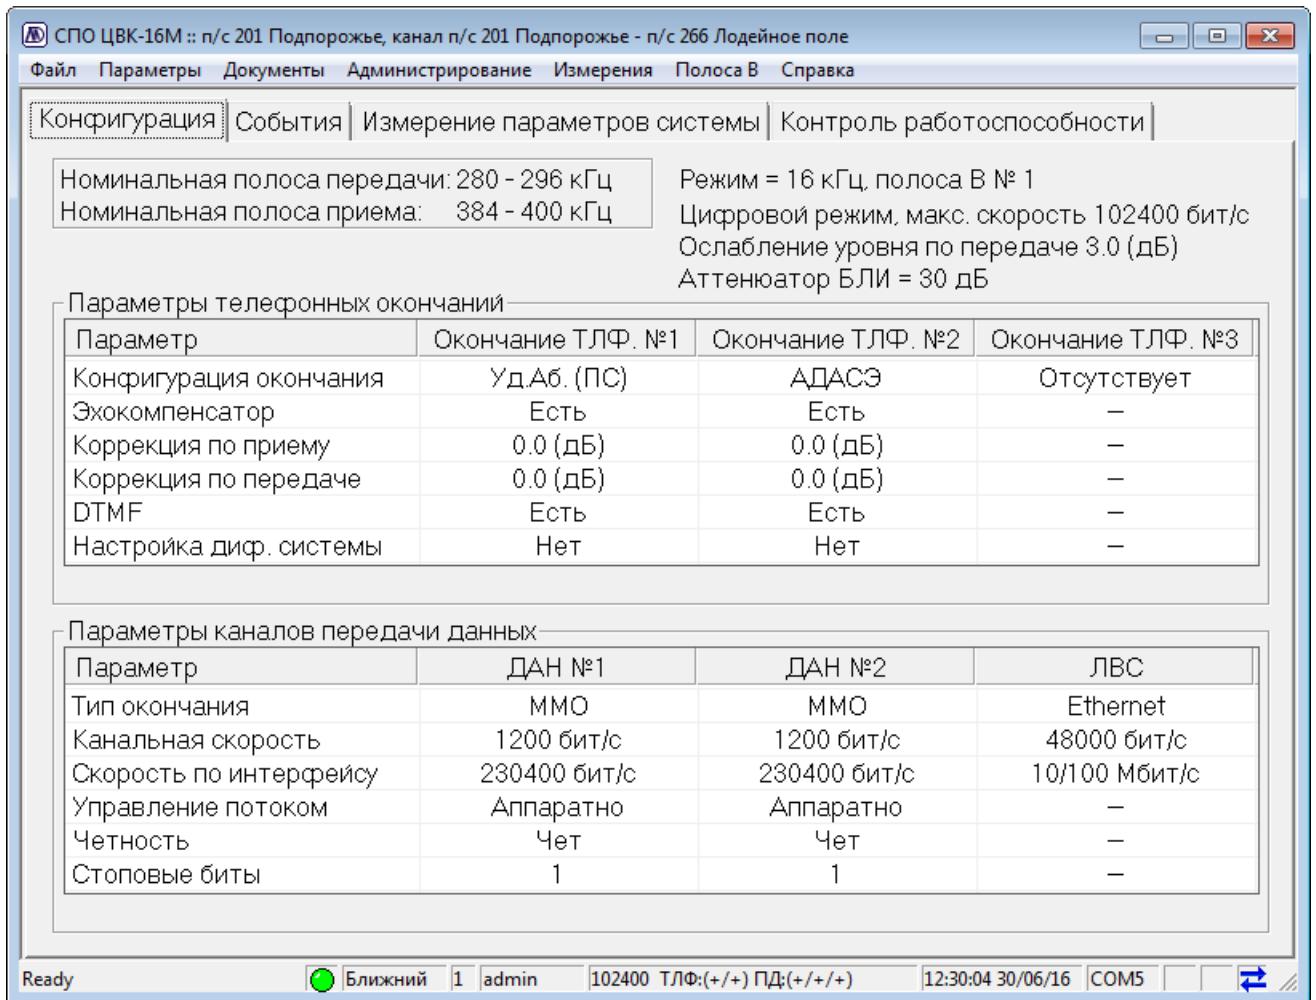 СПО ЦВК-16М :: п/с 201 Подпорожье, канал п/с 201 Подпорожье - п/с 266 Лодейное поле
Файл Параметры Документы Администрирование Измерения Полоса В Справка
Конфигурация События Измерение параметров системы Контроль работоспособности
Номинальная полоса передачи: 280 - 296 кГц
Номинальная полоса приема: 384 - 400 кГц
Режим = 16 кГц, полоса В № 1
Цифровой режим, макс. скорость 102400 бит/с
Ослабление уровня по передаче 3.0 (дБ)
Аттенюатор БЛИ = 30 дБ
Параметры телефонных окончаний
Параметр Окончание ТЛФ. №1 Окончание ТЛФ. №2 Окончание ТЛФ. №3
Конфигурация окончания Уд.Аб. (ПС) АДАСЭ Отсутствует
Эхокомпенсатор Есть Есть –
Коррекция по приему 0.0 (дБ) 0.0 (дБ) –
Коррекция по передаче 0.0 (дБ) 0.0 (дБ) –
DTMF Есть Есть –
Настройка диф. системы Нет Нет –
Параметры каналов передачи данных
Параметр ДАН №1 ДАН №2 ЛВС
Тип окончания ММО ММО Ethernet
Канальная скорость 1200 бит/с 1200 бит/с 48000 бит/с
Скорость по интерфейсу 230400 бит/с 230400 бит/с 10/100 Мбит/с
Управление потоком Аппаратно Аппаратно –
Четность Чет Чет –
Стоповые биты 1 1 –
Ready Ближний 1 admin 102400 ТЛФ:(+/+) ПД:(+/+/+) 12:30:04 30/06/16 COM5